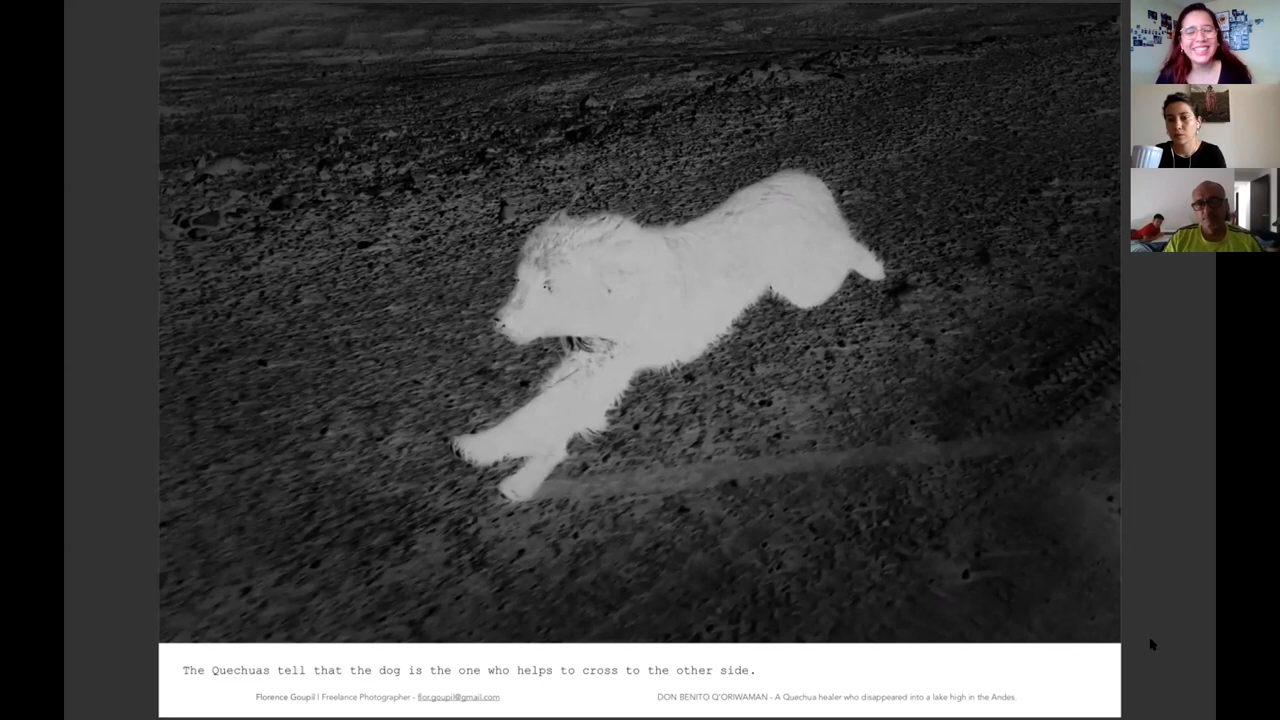 The Quechuas tell that the dog is the one who helps to cross to the other side.
Florence Goupil | Freelance Photographer - flor.goupil@gmail.com
DON BENITO Q'ORIWAMAN - A Quechua healer who disappeared into a lake high in the Andes.